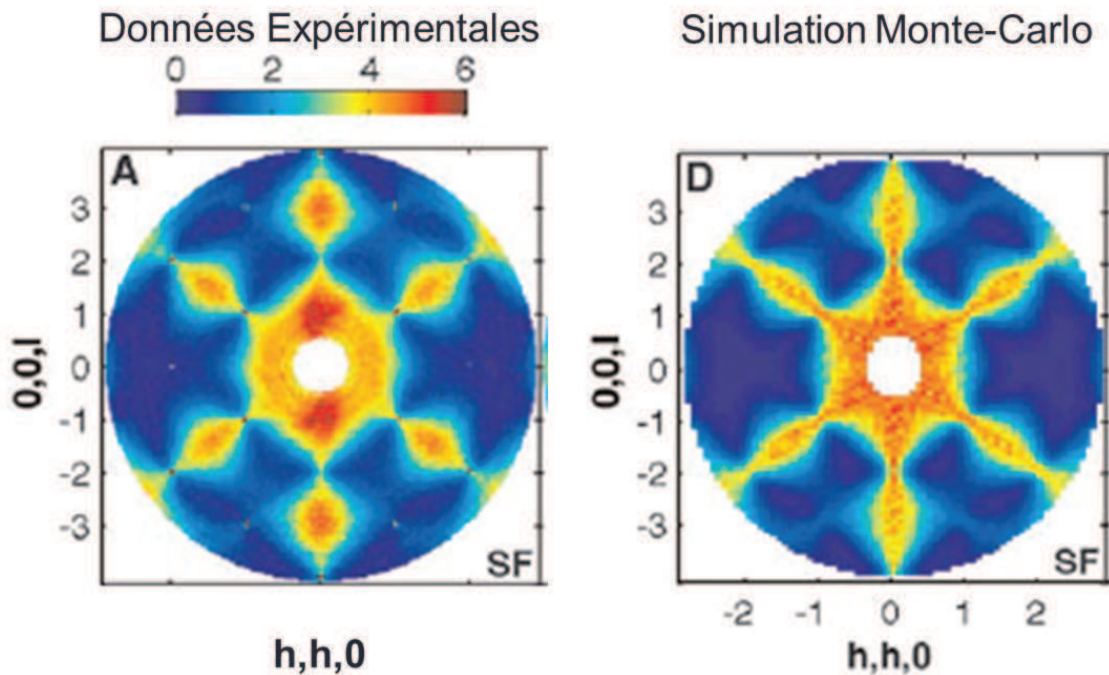 Données Expérimentales
Simulation Monte-Carlo
0 2 4 6
A
D
0,0,l
3
2
1
0
-1
-2
-3
SF
h,h,0
0,0,l
3
2
1
0
-1
-2
-3
SF
-2 -1 0 1 2
h,h,0